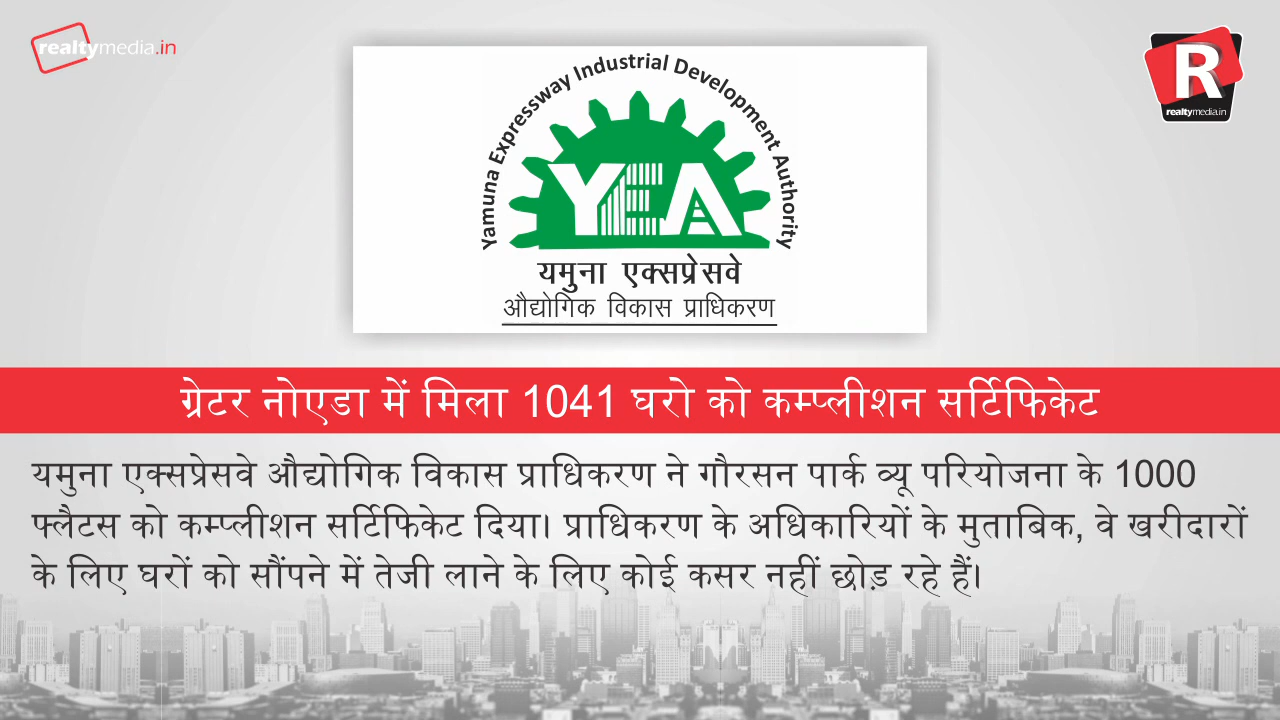 realtymedia.in
R
realtymedia.in
Yamuna Expressway Industrial Development Authority
YEA
यमुना एक्सप्रेसवे
औद्योगिक विकास प्राधिकरण
ग्रेटर नोएडा में मिला 1041 घरो को कम्प्लीशन सर्टिफिकेट
यमुना एक्सप्रेसवे औद्योगिक विकास प्राधिकरण ने गौरसन पार्क व्यू परियोजना के 1000
फ्लैटस को कम्प्लीशन सर्टिफिकेट दिया। प्राधिकरण के अधिकारियों के मुताबिक, वे खरीदारों
के लिए घरों को सौंपने में तेजी लाने के लिए कोई कसर नहीं छोड़ रहे हैं।